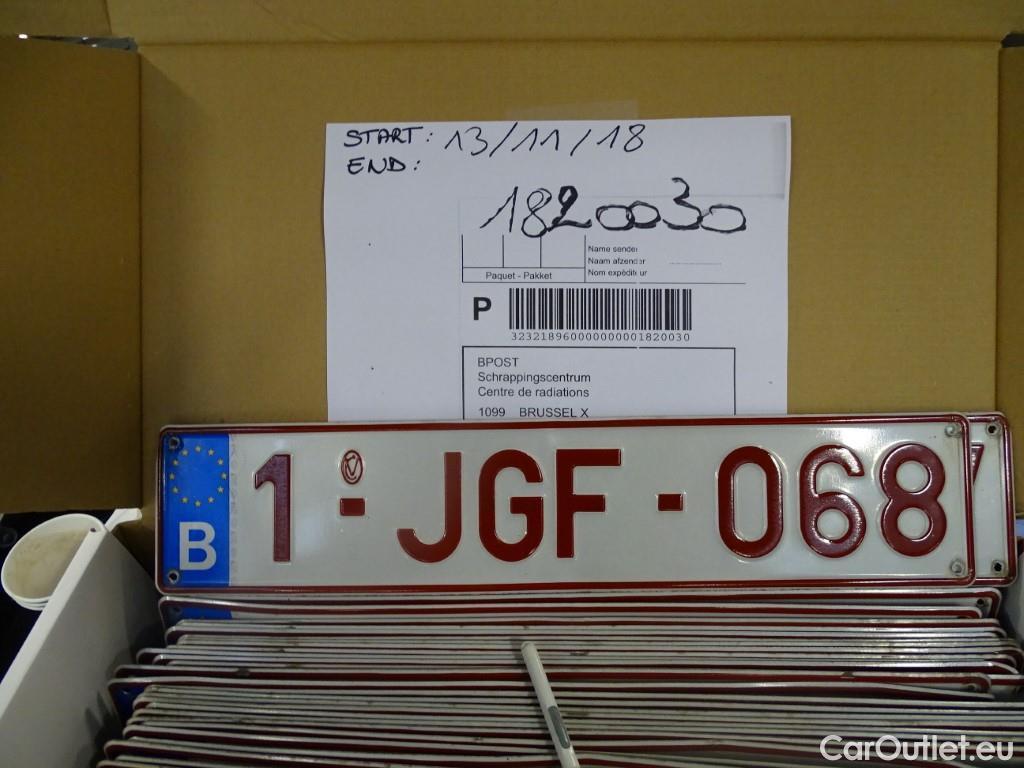 START: 13/11/18
END:
1820030
Name sender
Naam afzender
Paquet - Pakket
Nom expéditeur
P
323218960000000001820030
BPOST
Schrappingscentrum
Centre de radiations
1099 BRUSSEL X
B 1-JGF-068
CarOutlet.eu